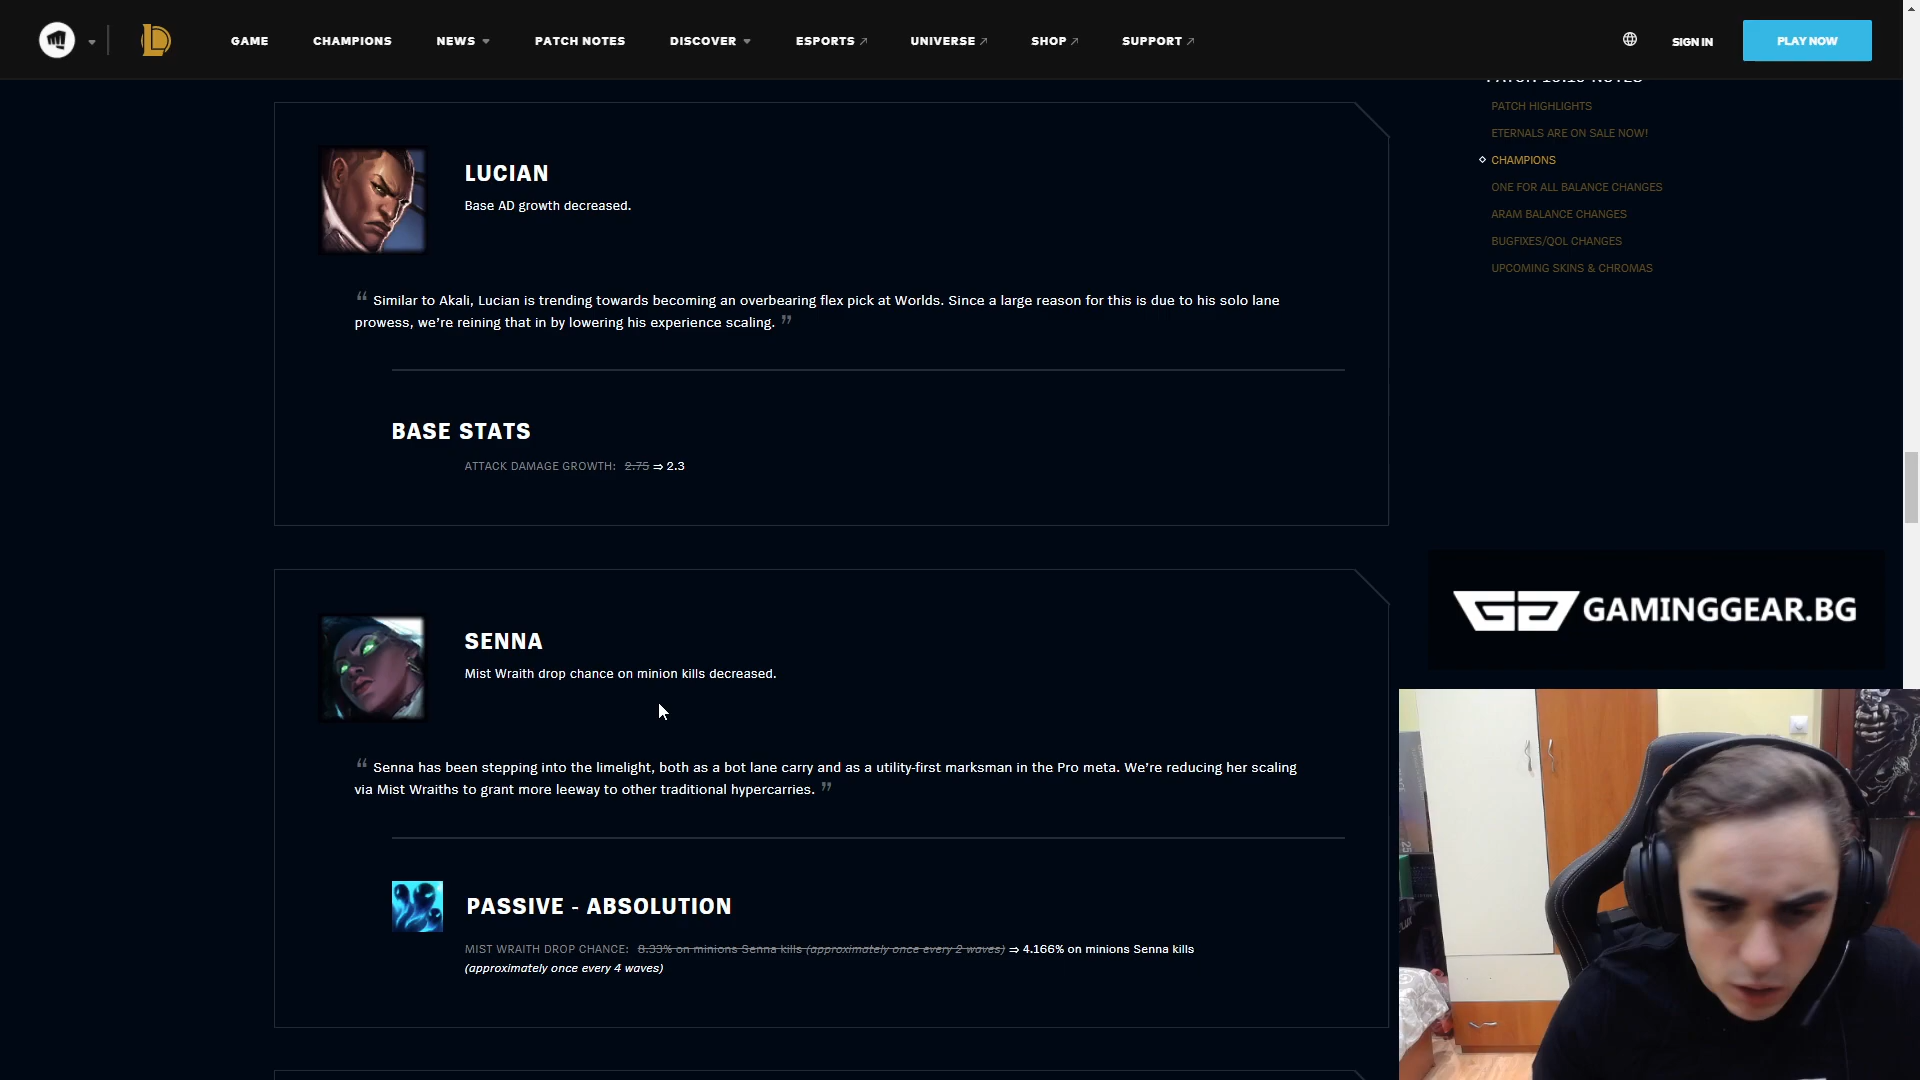 GAME
CHAMPIONS
NEWS
PATCH NOTES
DISCOVER
ESPORTS
UNIVERSE
SHOP
SUPPORT
SIGN IN
PLAY NOW
LUCIAN
Base AD growth decreased.
“ Similar to Akali, Lucian is trending towards becoming an overbearing flex pick at Worlds. Since a large reason for this is due to his solo lane
prowess, we’re reining that in by lowering his experience scaling. ”
BASE STATS
ATTACK DAMAGE GROWTH: 2.75 ⇒ 2.3
SENNA
Mist Wraith drop chance on minion kills decreased.
“ Senna has been stepping into the limelight, both as a bot lane carry and as a utility-first marksman in the Pro meta. We’re reducing her scaling
via Mist Wraiths to grant more leeway to other traditional hypercarries. ”
PASSIVE - ABSOLUTION
MIST WRAITH DROP CHANCE: 8.33% on minions Senna kills (approximately once every 2 waves) ⇒ 4.166% on minions Senna kills
(approximately once every 4 waves)
PATCH HIGHLIGHTS
ETERNALS ARE ON SALE NOW!
CHAMPIONS
ONE FOR ALL BALANCE CHANGES
ARAM BALANCE CHANGES
BUGFIXES/QOL CHANGES
UPCOMING SKINS & CHROMAS
GAMINGGEAR.BG